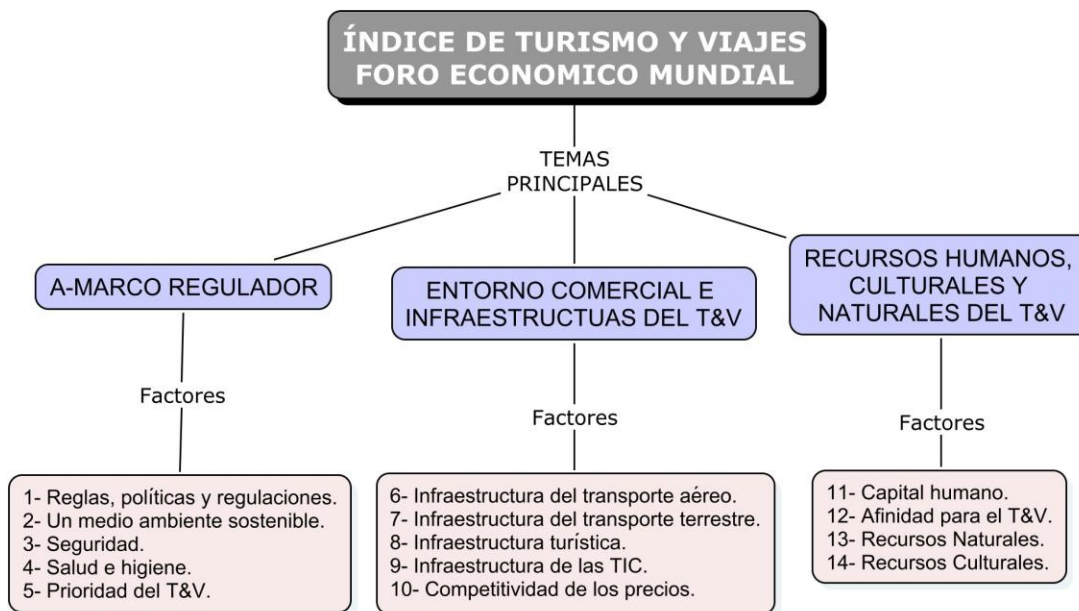 ÍNDICE DE TURISMO Y VIAJES
FORO ECONOMICO MUNDIAL
TEMAS
PRINCIPALES
A-MARCO REGULADOR
Factores
1- Reglas, políticas y regulaciones.
2- Un medio ambiente sostenible.
3- Seguridad.
4- Salud e higiene.
5- Prioridad del T&V.
ENTORNO COMERCIAL E
INFRAESTRUCTUAS DEL T&V
Factores
6- Infraestructura del transporte aéreo.
7- Infraestructura del transporte terrestre.
8- Infraestructura turística.
9- Infraestructura de las TIC.
10- Competitividad de los precios.
RECURSOS HUMANOS,
CULTURALES Y
NATURALES DEL T&V
Factores
11- Capital humano.
12- Afinidad para el T&V.
13- Recursos Naturales.
14- Recursos Culturales.